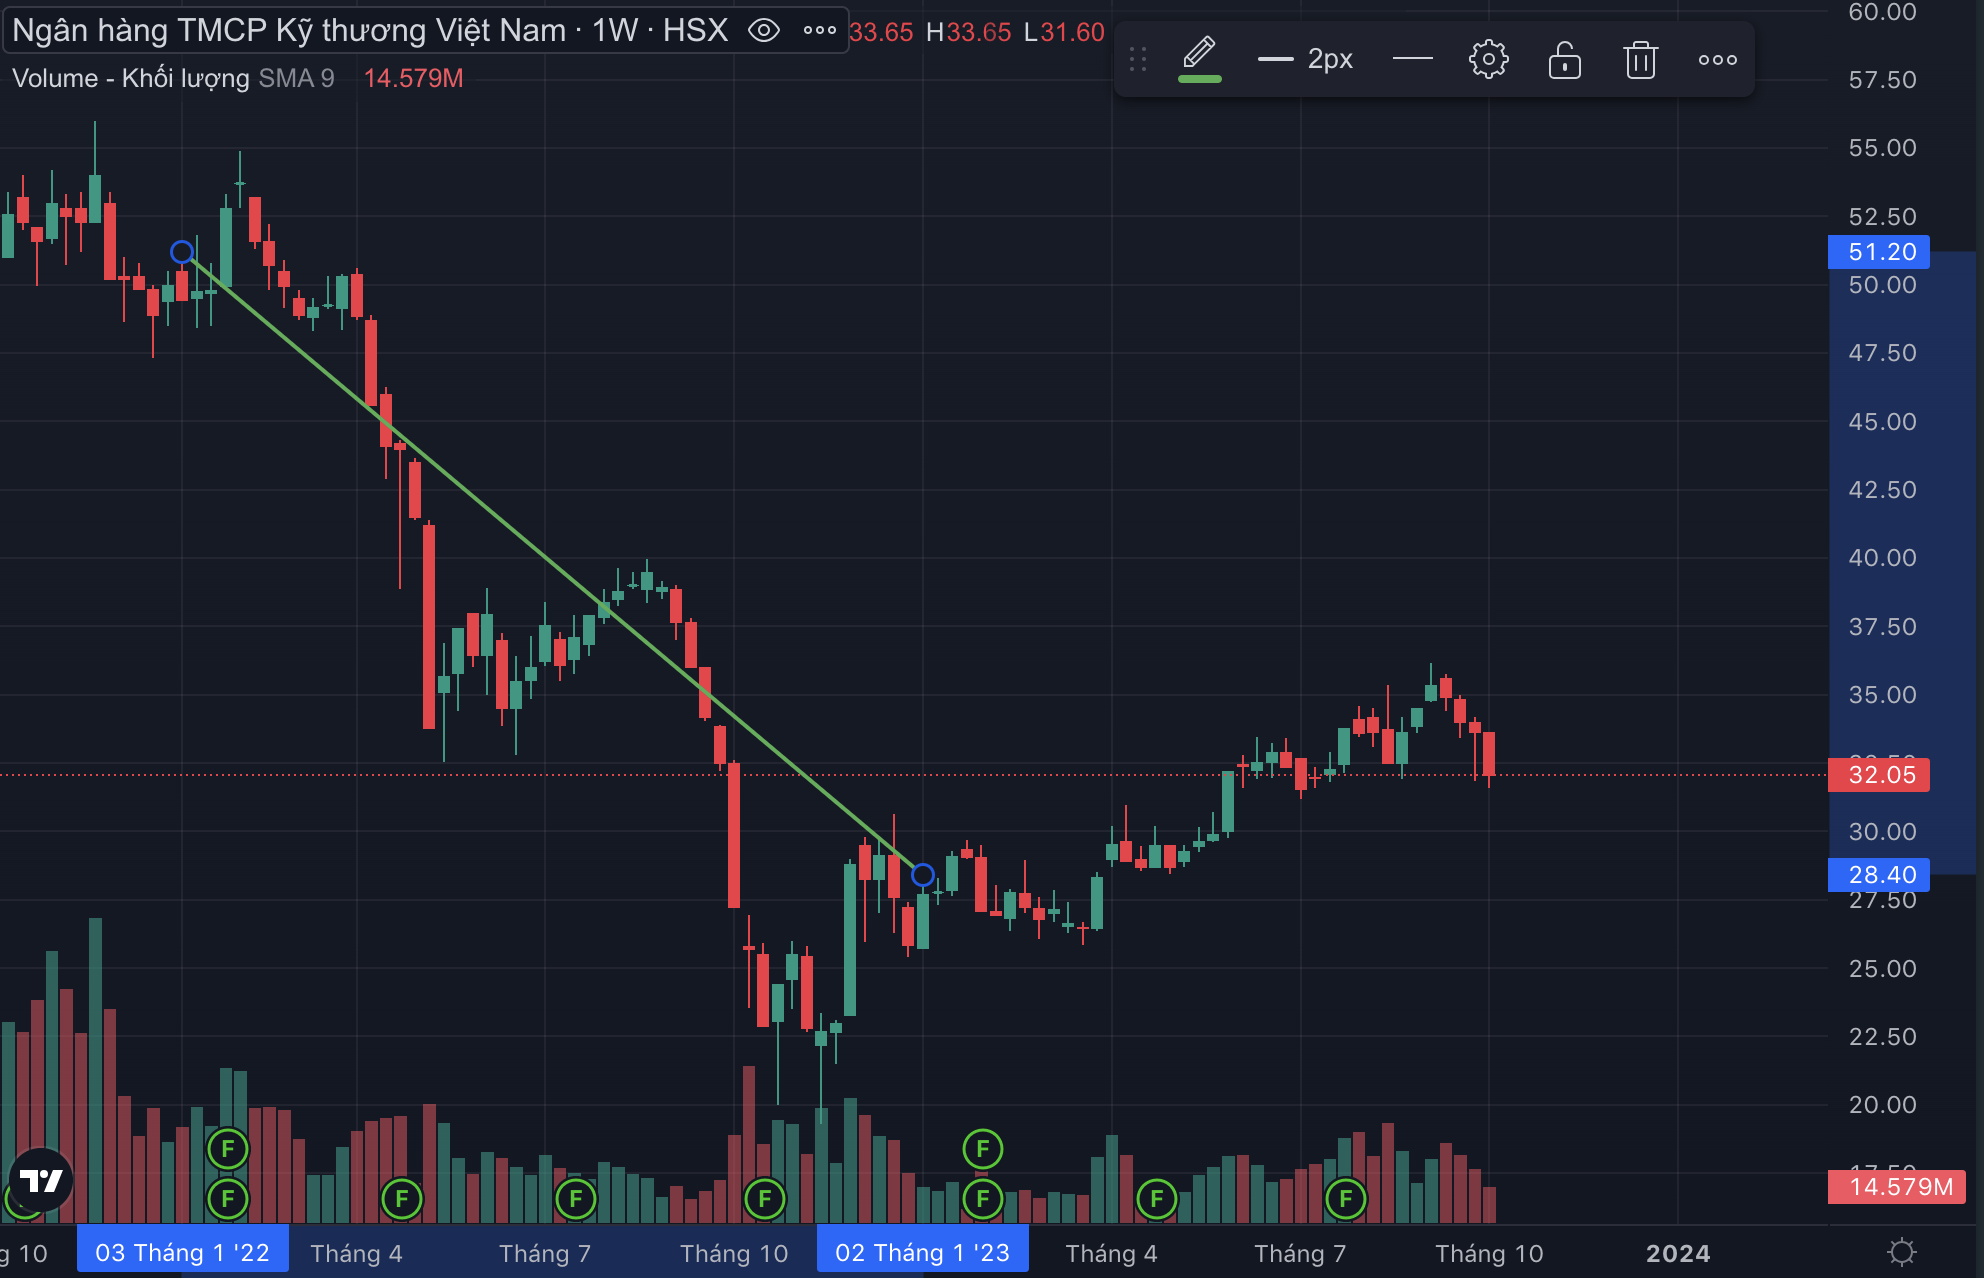 Ngân hàng TMCP Kỹ thương Việt Nam · 1W · HSX 33.65 H33.65 L31.60
2px
Volume - Khối lượng SMA 9 14.579M
60.00
57.50
55.00
52.50
51.20
50.00
47.50
45.00
42.50
40.00
37.50
35.00
32.05
30.00
28.40
27.50
25.00
22.50
20.00
14.579M
F
F
F
F
F
F
F
F
F
g 10
03 Tháng 1 '22
Tháng 4
Tháng 7
Tháng 10
02 Tháng 1 '23
Tháng 4
Tháng 7
Tháng 10
2024